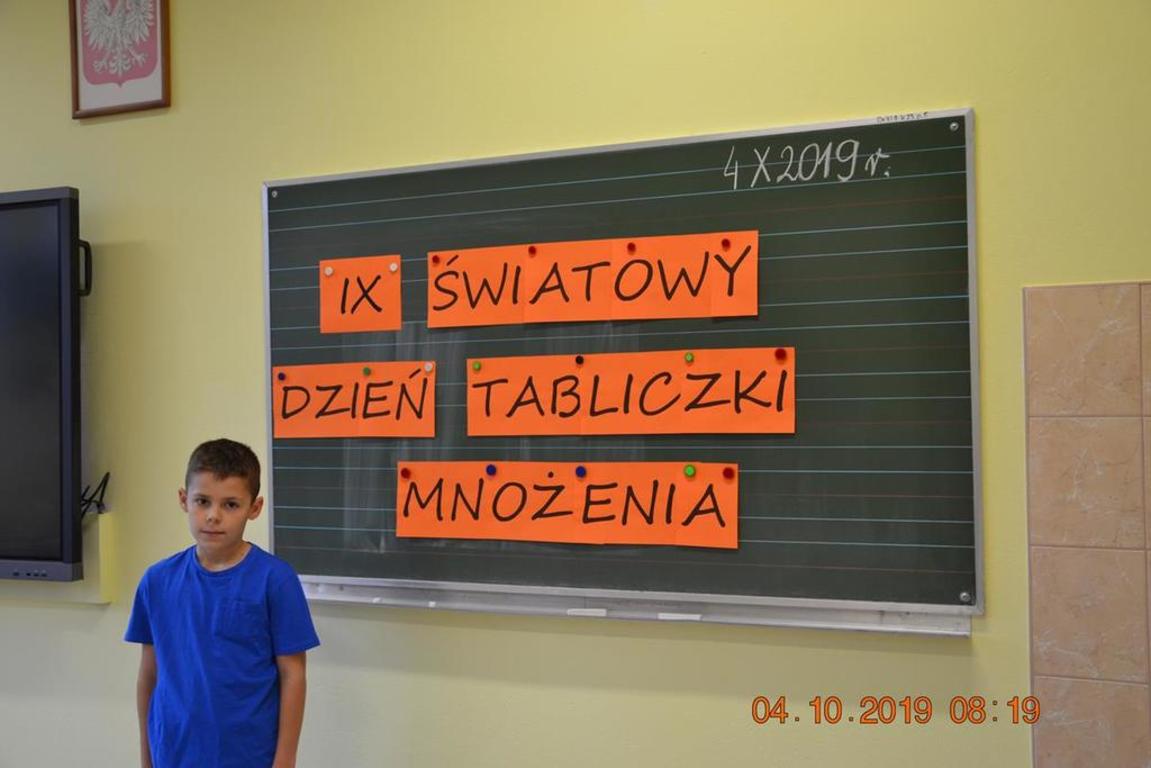 4 X 2019 r.
IX ŚWIATOWY
DZIEŃ TABLICZKI
MNOŻENIA
04.10.2019 08:19